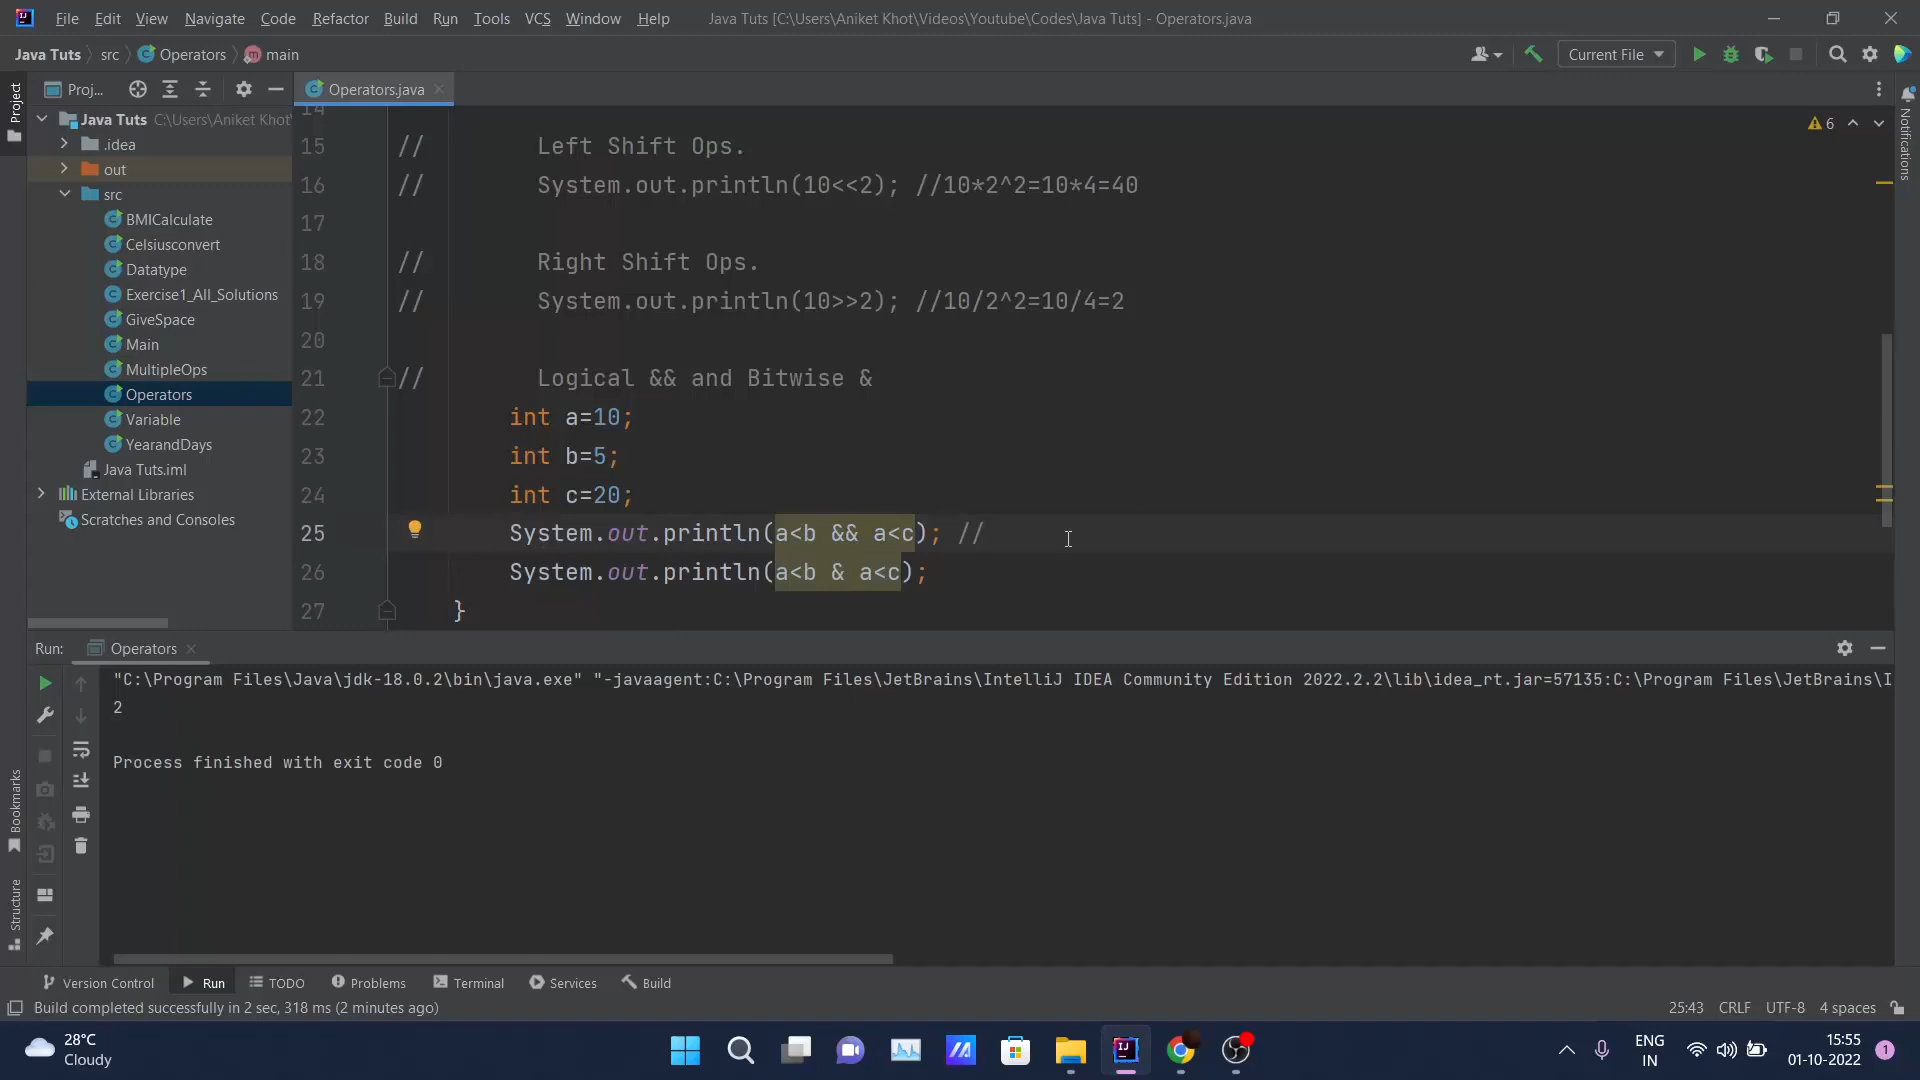 File Edit View Navigate Code Refactor Build Run Tools VCS Window Help Java Tuts [C:\Users\Aniket Khot\Videos\Youtube\Codes\Java Tuts] - Operators.java
Java Tuts src Operators main Current File
Project Proj... Operators.java Notifications
Java Tuts C:\Users\Aniket Khot\
.idea
out
src
BMICalculate
Celsiusconvert
Datatype
Exercise1_All_Solutions
GiveSpace
Main
MultipleOps
Operators
Variable
YearandDays
Java Tuts.iml
External Libraries
Scratches and Consoles
6
14
15 // Left Shift Ops.
16 // System.out.println(10<<2); //10*2^2=10*4=40
17
18 // Right Shift Ops.
19 // System.out.println(10>>2); //10/2^2=10/4=2
20
21 // Logical && and Bitwise &
22 int a=10;
23 int b=5;
24 int c=20;
25 System.out.println(a<b && a<c); //
26 System.out.println(a<b & a<c);
27 }
Run: Operators
"C:\Program Files\Java\jdk-18.0.2\bin\java.exe" "-javaagent:C:\Program Files\JetBrains\IntelliJ IDEA Community Edition 2022.2.2\lib\idea_rt.jar=57135:C:\Program Files\JetBrains\I
2
Process finished with exit code 0
Bookmarks
Structure
Version Control Run TODO Problems Terminal Services Build
Build completed successfully in 2 sec, 318 ms (2 minutes ago) 25:43 CRLF UTF-8 4 spaces
28°C
Cloudy
ENG
IN
15:55
01-10-2022
1